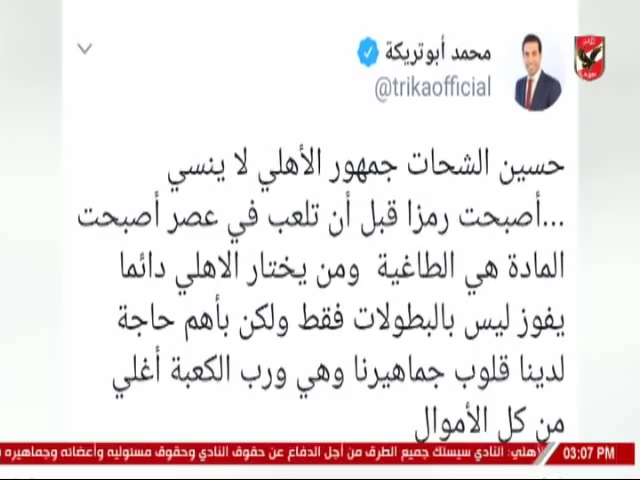 محمد أبوتريكة
@trikaofficial
حسين الشحات جمهور الأهلي لا ينسي
...أصبحت رمزا قبل أن تلعب في عصر أصبحت
المادة هي الطاغية ومن يختار الاهلي دائما
يفوز ليس بالبطولات فقط ولكن بأهم حاجة
لدينا قلوب جماهيرنا وهي ورب الكعبة أغلي
من كل الأموال
لأهلي: النادي سيسلك جميع الطرق من أجل الدفاع عن حقوق النادي وحقوق مسئوليه وأعضائه وجماهيره
03:07 PM